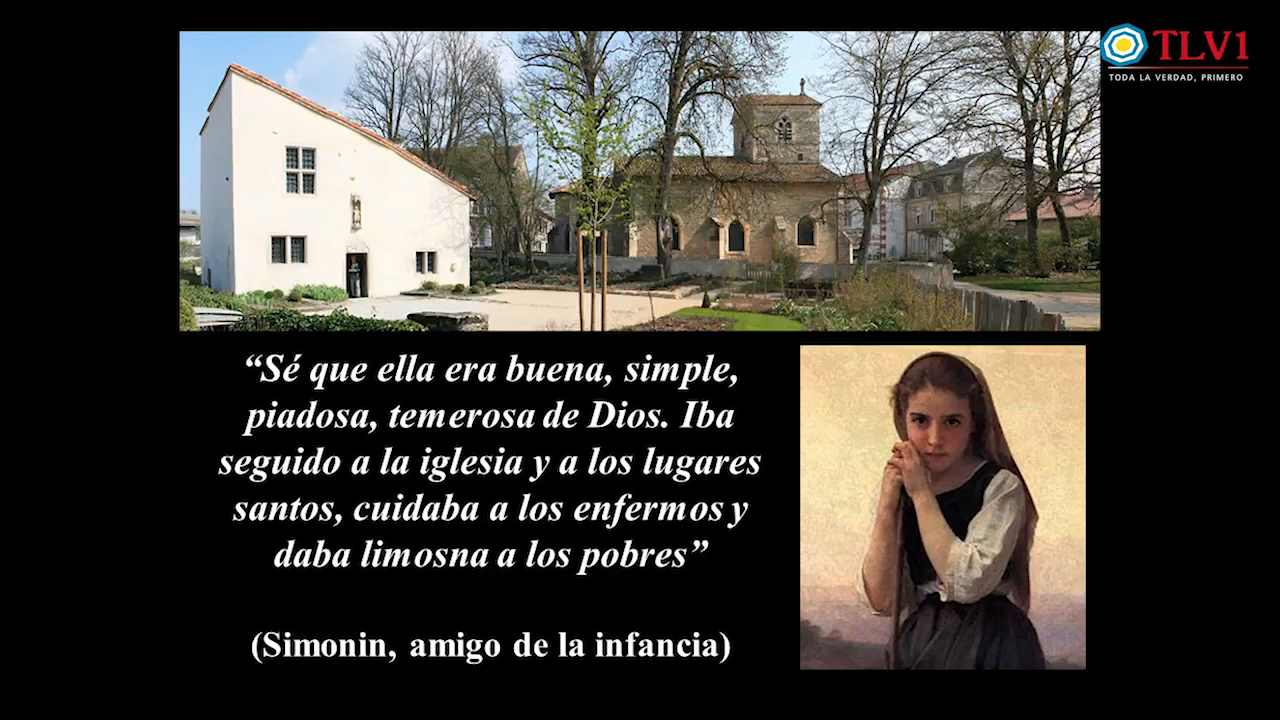 TLV1
TODA LA VERDAD, PRIMERO
“Sé que ella era buena, simple,
piadosa, temerosa de Dios. Iba
seguido a la iglesia y a los lugares
santos, cuidaba a los enfermos y
daba limosna a los pobres”
(Simonin, amigo de la infancia)